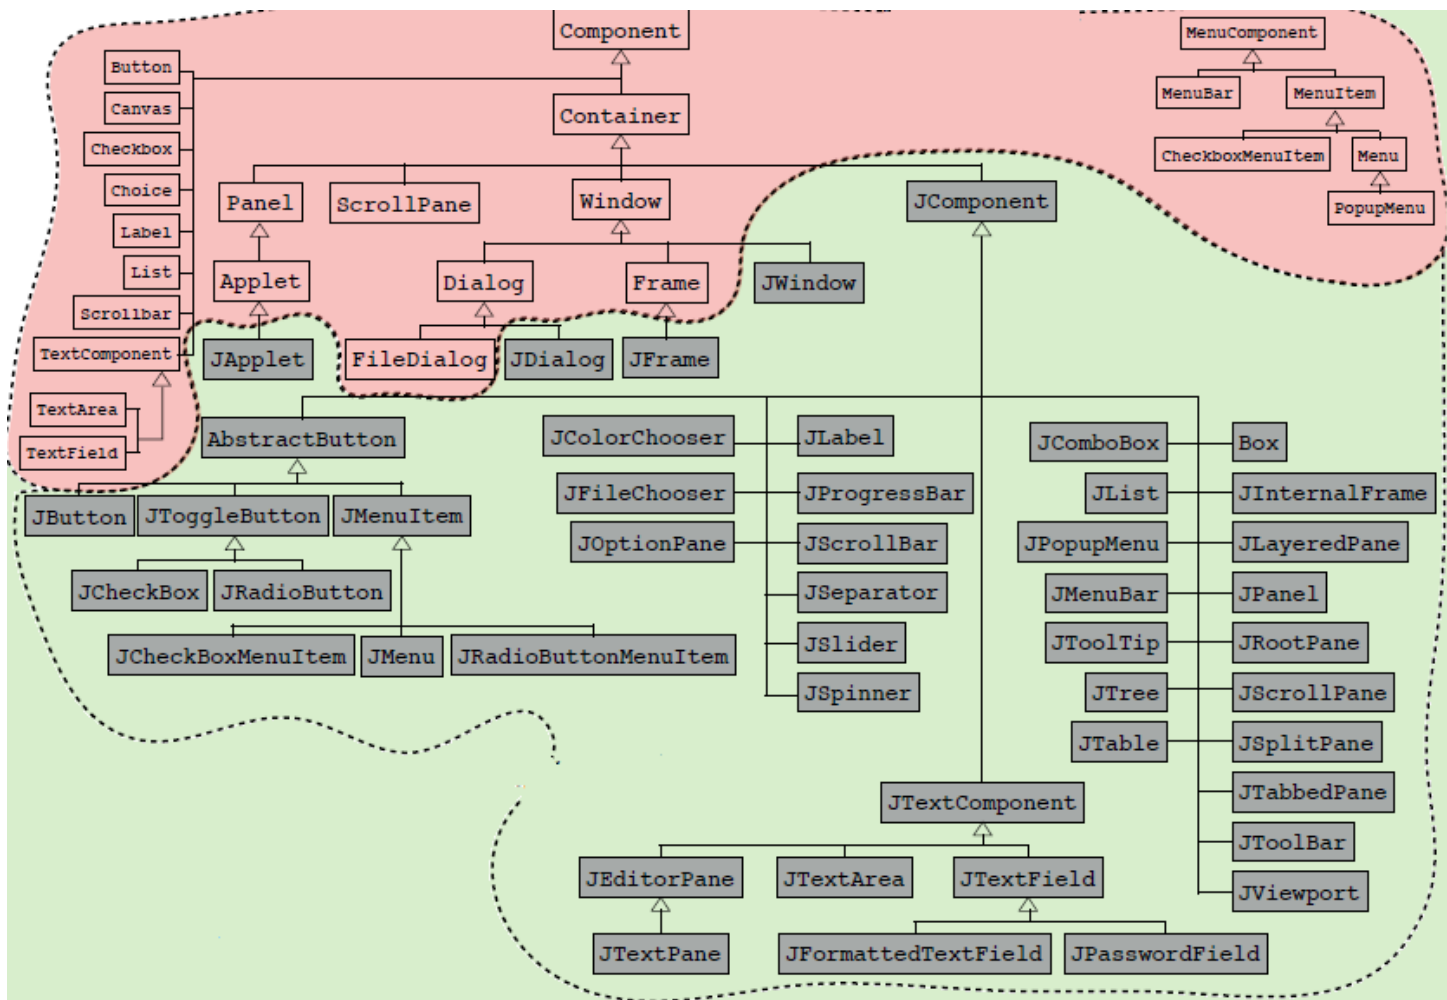 Component
MenuComponent
Button
MenuBar
MenuItem
Canvas
Container
Checkbox
CheckboxMenuItem
Menu
Choice
Panel
ScrollPane
Window
JComponent
PopupMenu
Label
List
Applet
Dialog
Frame
JWindow
Scrollbar
TextComponent
JApplet
FileDialog
JDialog
JFrame
TextArea
TextField
AbstractButton
JColorChooser
JLabel
JComboBox
Box
JButton
JToggleButton
JMenuItem
JFileChooser
JProgressBar
JList
JInternalFrame
JOptionPane
JScrollBar
JPopupMenu
JLayeredPane
JCheckBox
JRadioButton
JSeparator
JMenuBar
JPanel
JCheckBoxMenuItem
JMenu
JRadioButtonMenuItem
JSlider
JToolTip
JRootPane
JSpinner
JTree
JScrollPane
JTable
JSplitPane
JTextComponent
JTabbedPane
JToolBar
JEditorPane
JTextArea
JTextField
JViewport
JTextPane
JFormattedTextField
JPasswordField